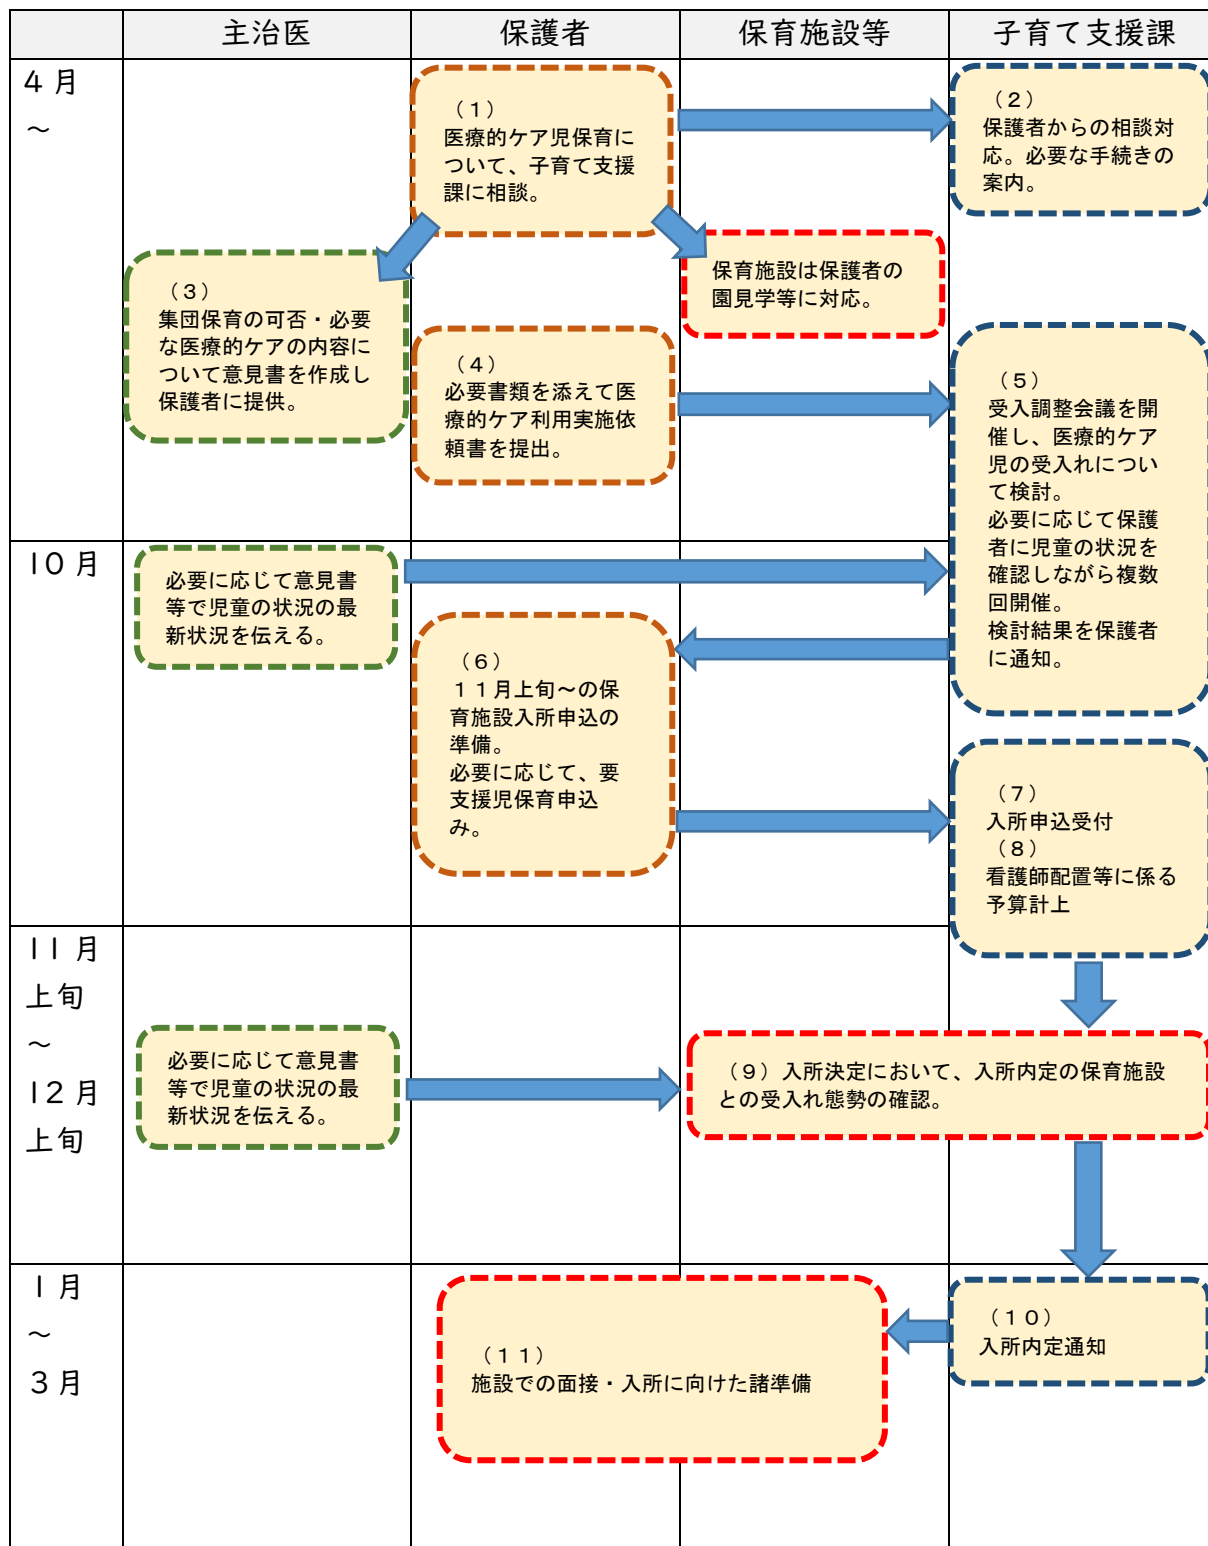 主治医
保護者
保育施設等
子育て支援課
4月
～
（1）
医療的ケア児保育に
ついて、子育て支援
課に相談。
（2）
保護者からの相談対
応。必要な手続きの
案内。
保育施設は保護者の
園見学等に対応。
（3）
集団保育の可否・必要
な医療的ケアの内容に
ついて意見書を作成し
保護者に提供。
（4）
必要書類を添えて医
療的ケア利用実施依
頼書を提出。
（5）
受入調整会議を開
催し、医療的ケア
児の受入れについ
て検討。
必要に応じて保護
者に児童の状況を
確認しながら複数
回開催。
検討結果を保護者
に通知。
10月
必要に応じて意見書
等で児童の状況の最
新状況を伝える。
（6）
１１月上旬～の保
育施設入所申込の
準備。
必要に応じて、要
支援児保育申込
み。
（7）
入所申込受付
（8）
看護師配置等に係る
予算計上
11月
上旬
～
12月
上旬
必要に応じて意見書
等で児童の状況の最
新状況を伝える。
（9）入所決定において、入所内定の保育施設
との受入れ態勢の確認。
1月
～
3月
（10）
入所内定通知
（11）
施設での面接・入所に向けた諸準備